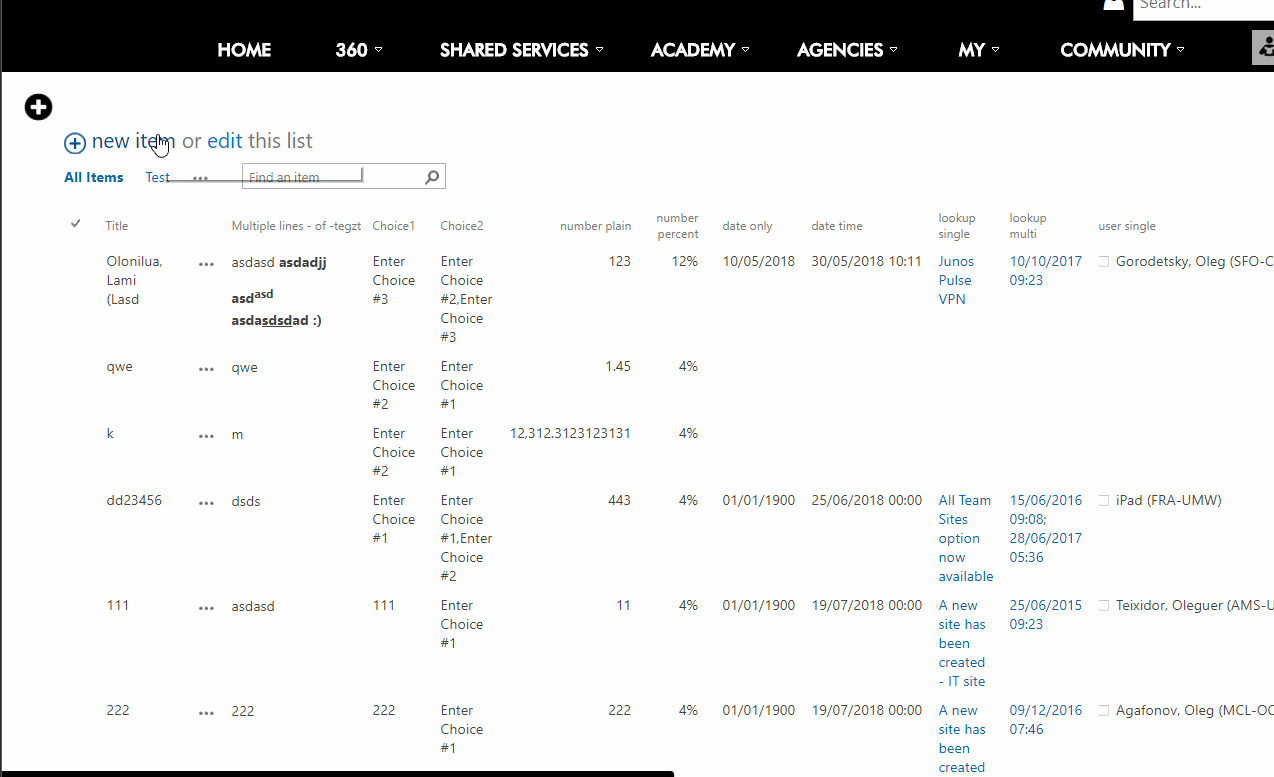 Search...
HOME 360 SHARED SERVICES ACADEMY AGENCIES MY COMMUNITY
new item or edit this list
All Items Test ... Find an item
Title Multiple lines - of -tegzt Choice1 Choice2 number plain number percent date only date time lookup single lookup multi user single
Olonilua, Lami (Lasd ... asdasd asdadjj Enter Choice #3 Enter Choice #2,Enter Choice #3 123 12% 10/05/2018 30/05/2018 10:11 Junos Pulse VPN 10/10/2017 09:23 Gorodetsky, Oleg (SFO-C
asdasd
asdasdsdad :)
qwe ... qwe Enter Choice #2 Enter Choice #1 1.45 4%
k ... m Enter Choice #2 Enter Choice #1 12,312.3123123131 4%
dd23456 ... dsds Enter Choice #1 Enter Choice #1,Enter Choice #2 443 4% 01/01/1900 25/06/2018 00:00 All Team Sites option now available 15/06/2016 09:08; 28/06/2017 05:36 iPad (FRA-UMW)
111 ... asdasd 111 Enter Choice #1 11 4% 01/01/1900 19/07/2018 00:00 A new site has been created - IT site 25/06/2015 09:23 Teixidor, Oleguer (AMS-U
222 ... 222 222 Enter Choice #1 222 4% 01/01/1900 19/07/2018 00:00 A new site has been created 09/12/2016 07:46 Agafonov, Oleg (MCL-OC